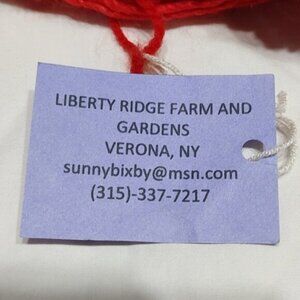 LIBERTY RIDGE FARM AND
GARDENS
VERONA, NY
sunnybixby@msn.com
(315)-337-7217